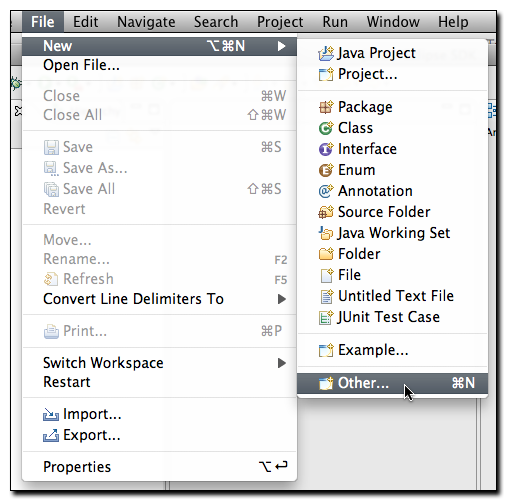 File Edit Navigate Search Project Run Window Help
New ⌥⌘N
Open File...
Close ⌘W
Close All ⇧⌘W
Save ⌘S
Save As...
Save All ⇧⌘S
Revert
Move...
Rename... F2
Refresh F5
Convert Line Delimiters To
Print... ⌘P
Switch Workspace
Restart
Import...
Export...
Properties ⌥↩
Java Project
Project...
Package
Class
Interface
Enum
Annotation
Source Folder
Java Working Set
Folder
File
Untitled Text File
JUnit Test Case
Example...
Other... ⌘N